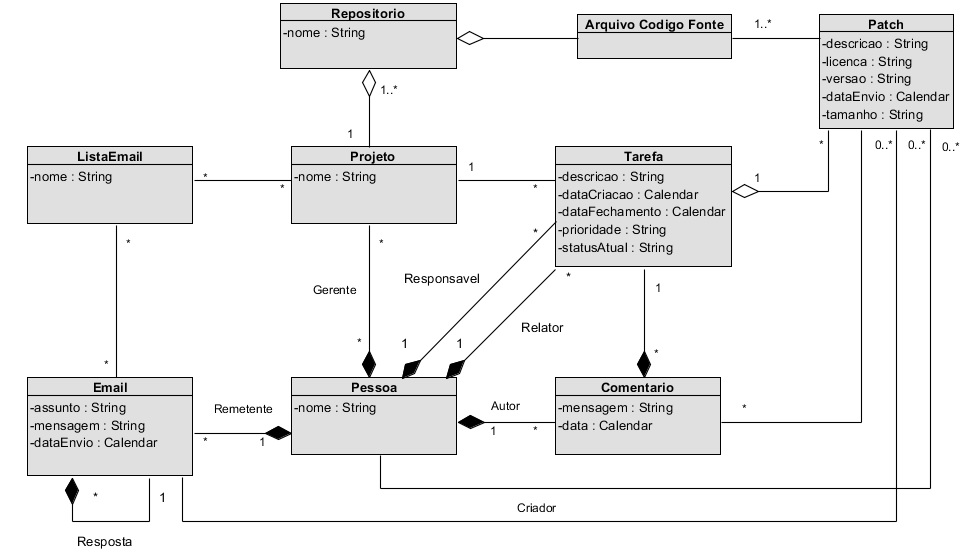 Repositorio
-nome : String
Arquivo Codigo Fonte
1..*
Patch
-descricao : String
-licenca : String
-versao : String
-dataEnvio : Calendar
-tamanho : String
1..*
1
ListaEmail
-nome : String
*
*
Projeto
-nome : String
1
*
Tarefa
-descricao : String
-dataCriacao : Calendar
-dataFechamento : Calendar
-prioridade : String
-statusAtual : String
1
*
0..*
0..*
0..*
*
*
*
*
Gerente
Responsavel
Relator
1
*
*
1
1
*
Email
-assunto : String
-mensagem : String
-dataEnvio : Calendar
Remetente
*
1
Pessoa
-nome : String
Autor
1
*
Comentario
-mensagem : String
-data : Calendar
*
*
1
Resposta
Criador